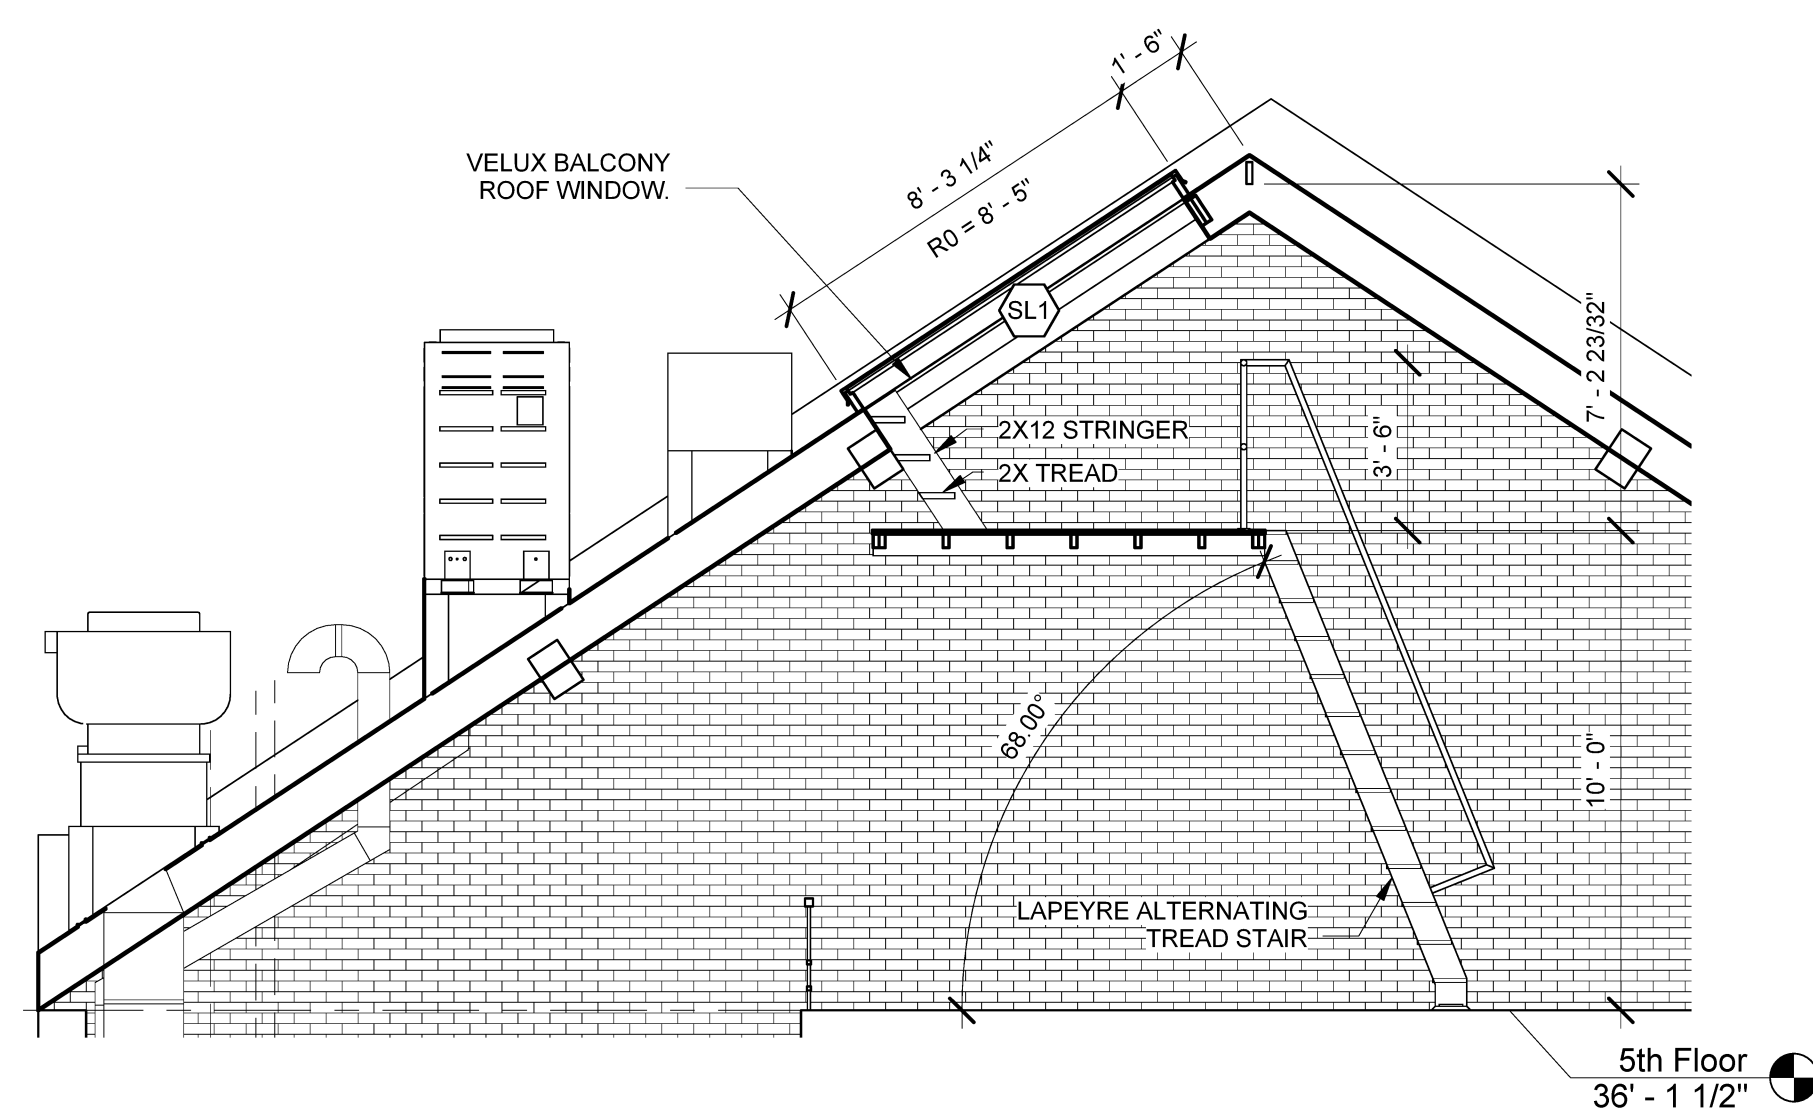 1' - 6"
8' - 3 1/4"
R0 = 8' - 5"
VELUX BALCONY
ROOF WINDOW.
SL1
7' - 2 23/32"
3' - 6"
2X12 STRINGER
2X TREAD
68.00°
10' - 0"
LAPEYRE ALTERNATING
TREAD STAIR
5th Floor
36' - 1 1/2"